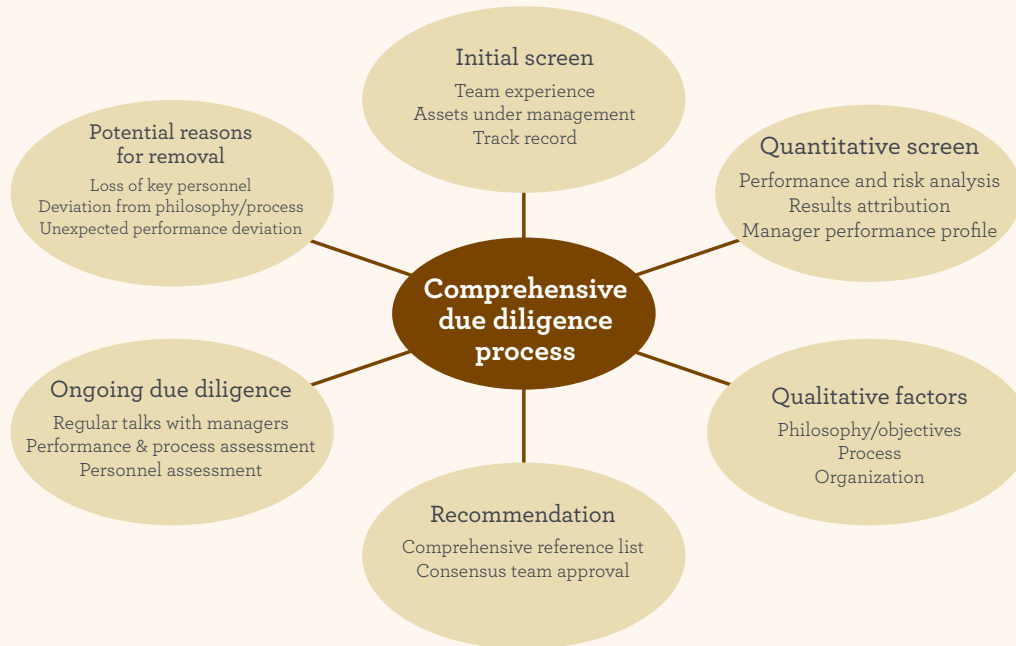 Initial screen
Team experience
Assets under management
Track record
Potential reasons
for removal
Loss of key personnel
Deviation from philosophy/process
Unexpected performance deviation
Quantitative screen
Performance and risk analysis
Results attribution
Manager performance profile
Comprehensive
due diligence
process
Ongoing due diligence
Regular talks with managers
Performance & process assessment
Personnel assessment
Qualitative factors
Philosophy/objectives
Process
Organization
Recommendation
Comprehensive reference list
Consensus team approval